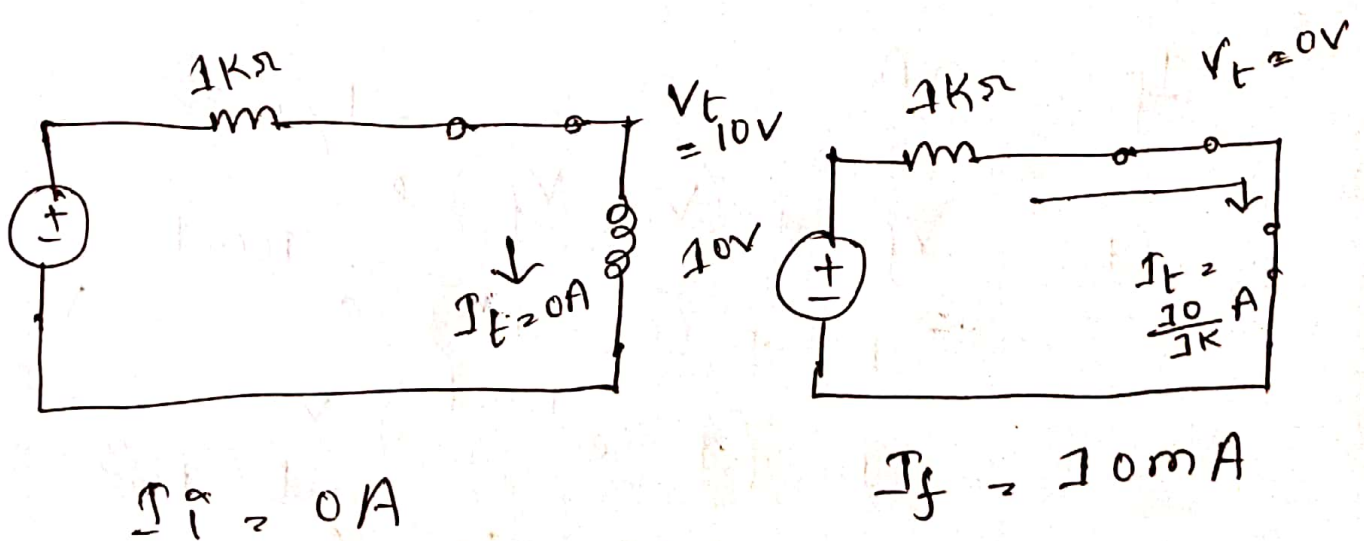 1KΩ
Vt
= 10V
+
-
It = 0A
Ii = 0A
1KΩ
Vt = 0V
10V
+
-
It =
10
1K
A
If = 10mA